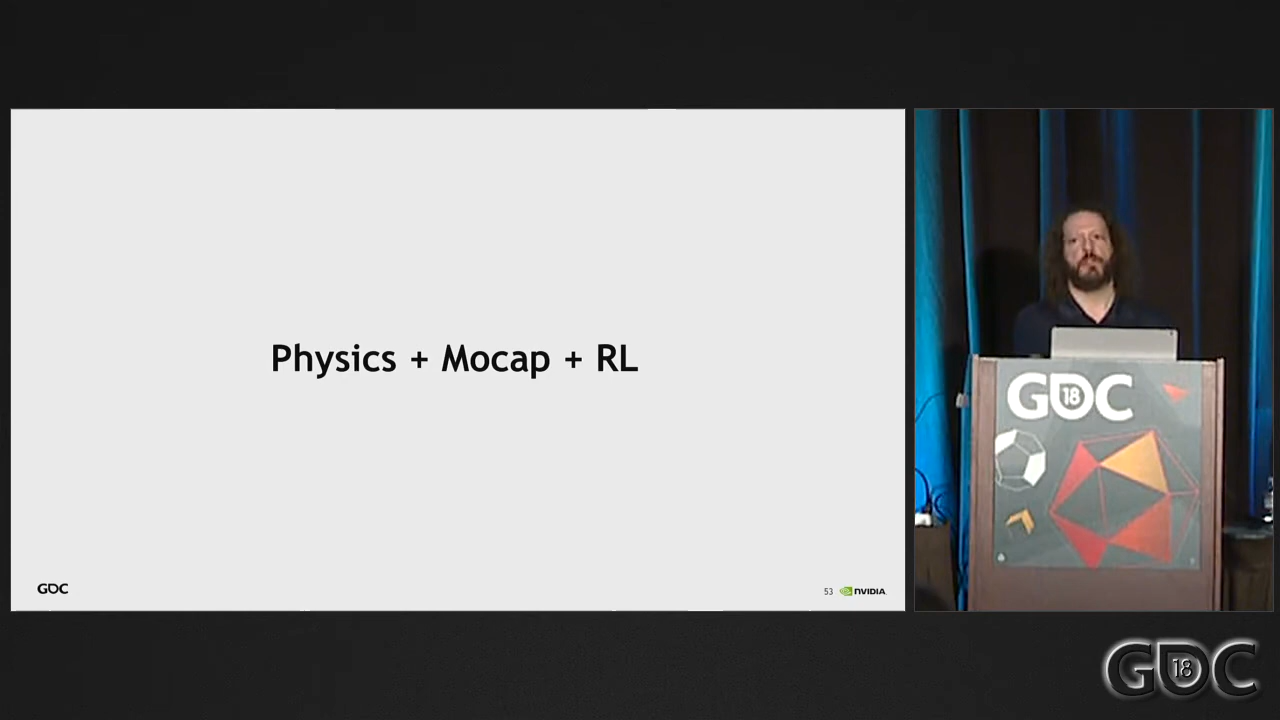 Physics + Mocap + RL
GDC
53
NVIDIA
GDC
18
GDC
18